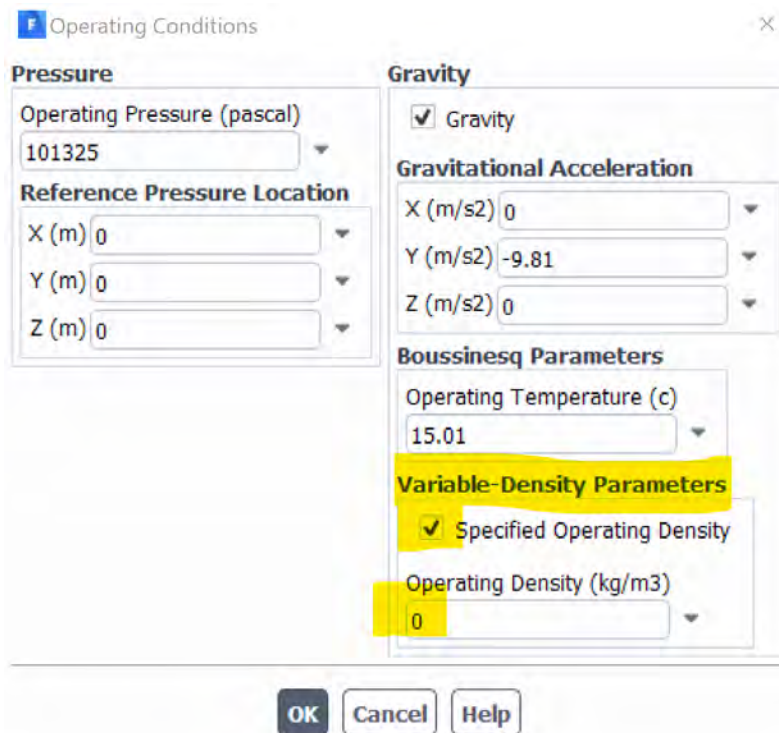 F Operating Conditions
Pressure
Operating Pressure (pascal)
101325
Reference Pressure Location
X (m) 0
Y (m) 0
Z (m) 0
Gravity
Gravity
Gravitational Acceleration
X (m/s2) 0
Y (m/s2) -9.81
Z (m/s2) 0
Boussinesq Parameters
Operating Temperature (c)
15.01
Variable-Density Parameters
Specified Operating Density
Operating Density (kg/m3)
0
OK Cancel Help